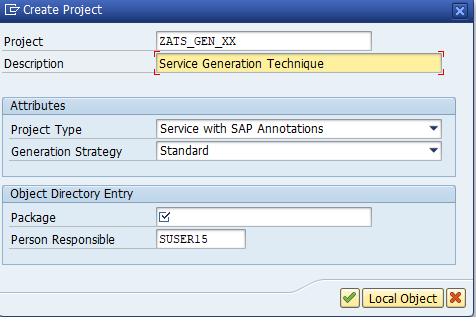 Create Project
Project ZATS_GEN_XX
Description Service Generation Technique
Attributes
Project Type Service with SAP Annotations
Generation Strategy Standard
Object Directory Entry
Package
Person Responsible SUSER15
Local Object